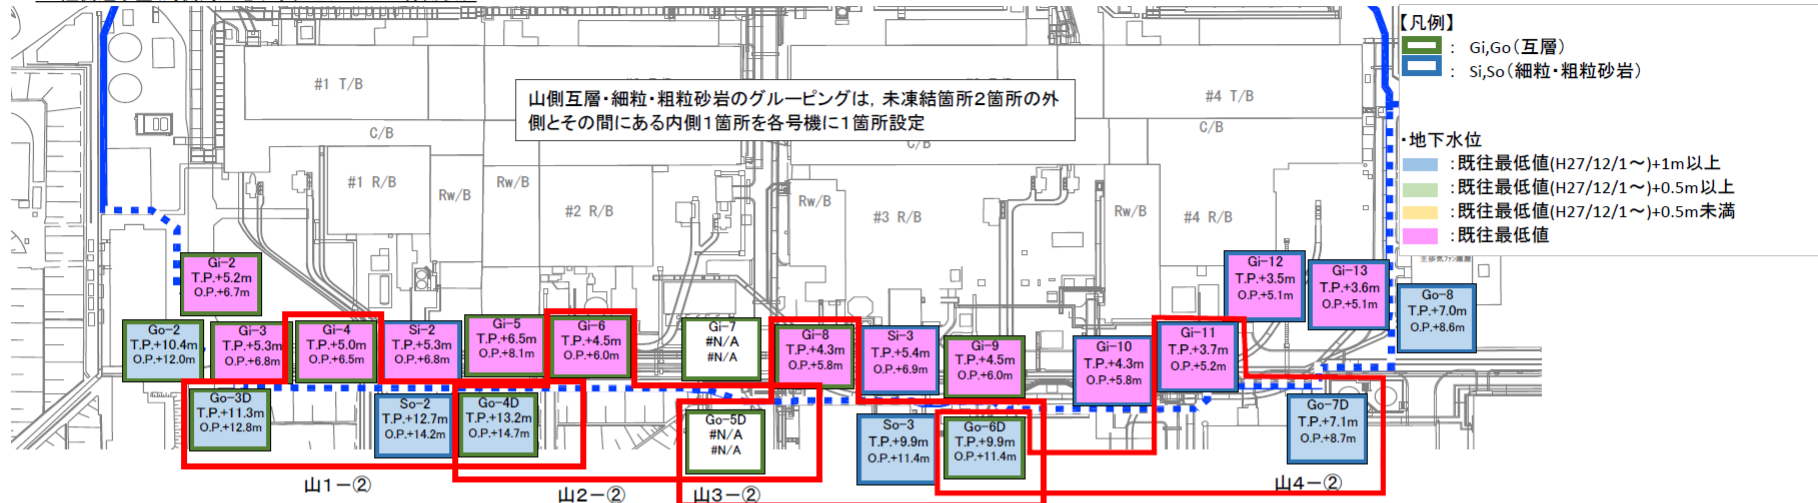 【凡例】
: Gi,Go(互層)
: Si,So(細粒・粗粒砂岩)
・地下水位
:既往最低値(H27/12/1~)+1m以上
:既往最低値(H27/12/1~)+0.5m以上
:既往最低値(H27/12/1~)+0.5m未満
:既往最低値
山側互層・細粒・粗粒砂岩のグルーピングは,未凍結箇所2箇所の外
側とその間にある内側1箇所を各号機に1箇所設定
#1 T/B
#4 T/B
C/B
C/B
C/B
#1 R/B
Rw/B
Rw/B
#2 R/B
Rw/B
#3 R/B
Rw/B
#4 R/B
Gi-2
T.P.+5.2m
O.P.+6.7m
Gi-12
T.P.+3.5m
O.P.+5.1m
Gi-13
T.P.+3.6m
O.P.+5.1m
Go-8
T.P.+7.0m
O.P.+8.6m
Go-2
T.P.+10.4m
O.P.+12.0m
Gi-3
T.P.+5.3m
O.P.+6.8m
Gi-4
T.P.+5.0m
O.P.+6.5m
Si-2
T.P.+5.3m
O.P.+6.8m
Gi-5
T.P.+6.5m
O.P.+8.1m
Gi-6
T.P.+4.5m
O.P.+6.0m
Gi-7
#N/A
#N/A
Gi-8
T.P.+4.3m
O.P.+5.8m
Si-3
T.P.+5.4m
O.P.+6.9m
Gi-9
T.P.+4.5m
O.P.+6.0m
Gi-10
T.P.+4.3m
O.P.+5.8m
Gi-11
T.P.+3.7m
O.P.+5.2m
Go-3D
T.P.+11.3m
O.P.+12.8m
So-2
T.P.+12.7m
O.P.+14.2m
Go-4D
T.P.+13.2m
O.P.+14.7m
Go-5D
#N/A
#N/A
So-3
T.P.+9.9m
O.P.+11.4m
Go-6D
T.P.+9.9m
O.P.+11.4m
Go-7D
T.P.+7.1m
O.P.+8.7m
山1-②
山2-②
山3-②
山4-②